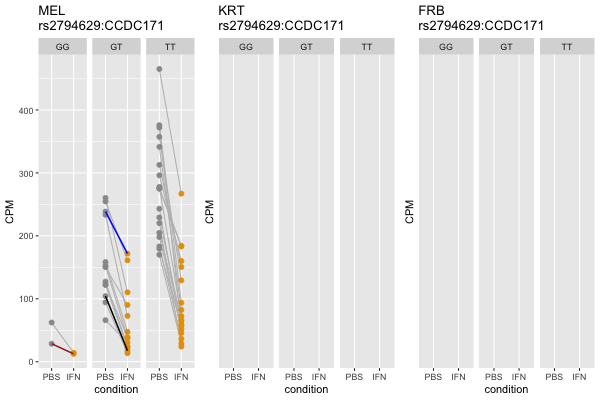 MEL
rs2794629:CCDC171
GG GT TT
400
300
200
100
0
CPM
PBS IFN PBS IFN PBS IFN
condition
KRT
rs2794629:CCDC171
GG GT TT
CPM
PBS IFN PBS IFN PBS IFN
condition
FRB
rs2794629:CCDC171
GG GT TT
CPM
PBS IFN PBS IFN PBS IFN
condition